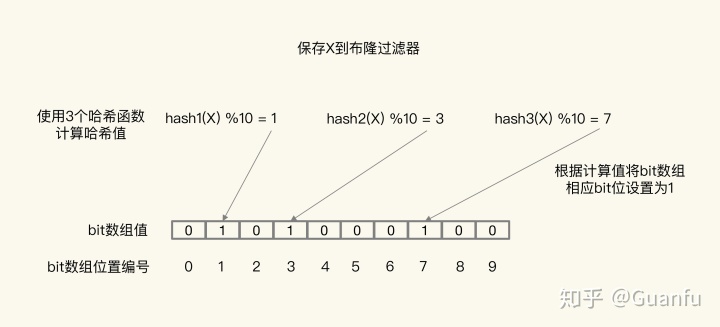 保存X到布隆过滤器
使用3个哈希函数
计算哈希值
hash1(X) %10 = 1
hash2(X) %10 = 3
hash3(X) %10 = 7
根据计算值将bit数组
相应bit位设置为1
bit数组值 0 1 0 1 0 0 0 1 0 0
bit数组位置编号 0 1 2 3 4 5 6 7 8 9
知乎 @Guanfu